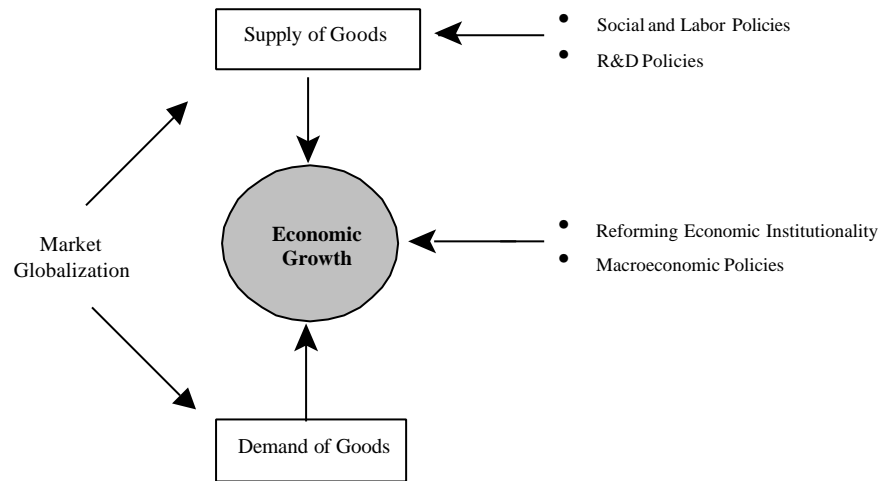 Supply of Goods
• Social and Labor Policies
• R&D Policies
Market
Globalization
Economic
Growth
• Reforming Economic Institutionality
• Macroeconomic Policies
Demand of Goods